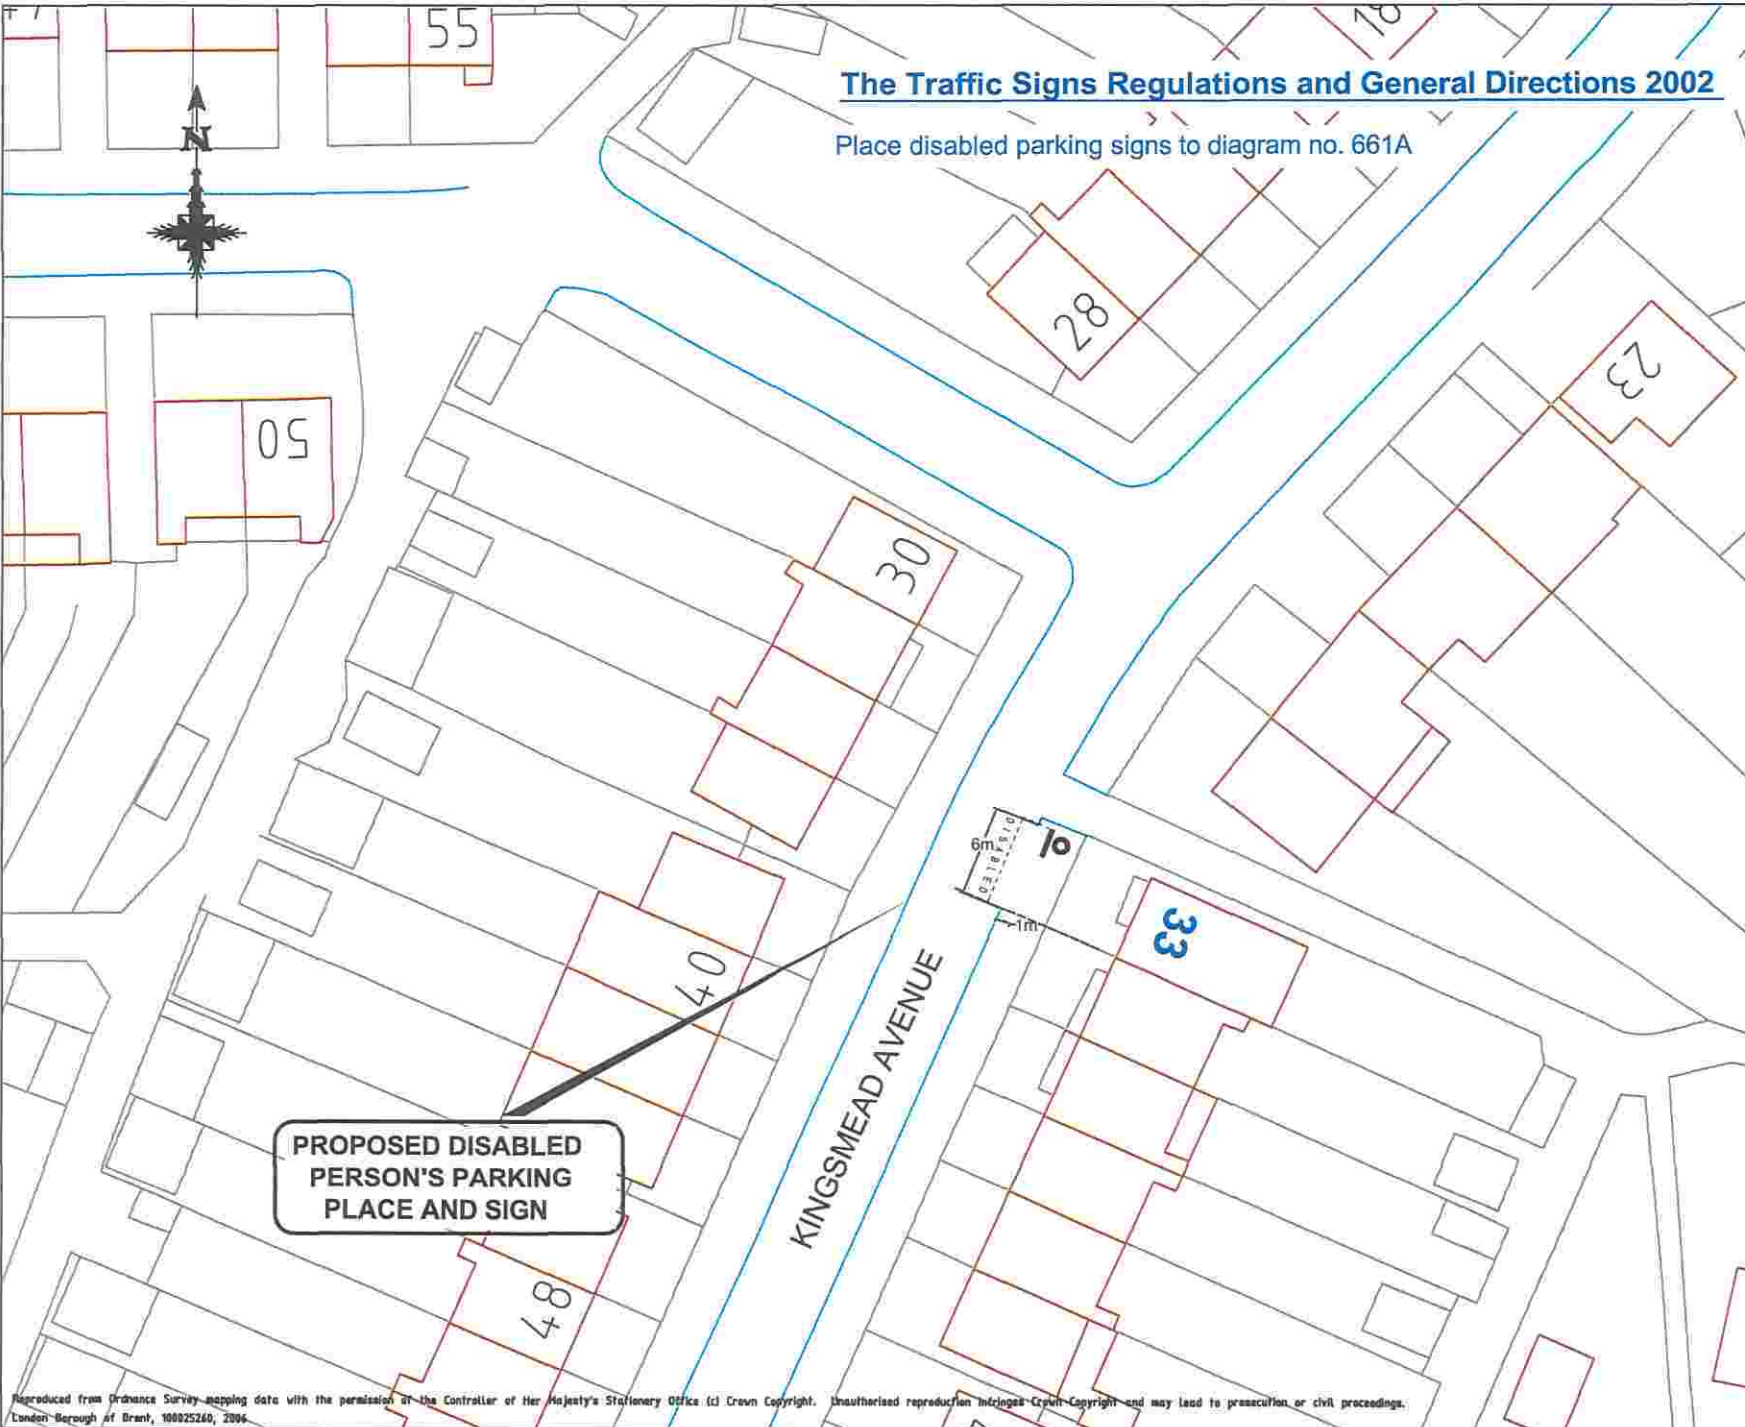 55
18
The Traffic Signs Regulations and General Directions 2002
N
Place disabled parking signs to diagram no. 661A
28
23
50
30
6m
DISABLED
33
1m
40
KINGSMEAD AVENUE
PROPOSED DISABLED
PERSON'S PARKING
PLACE AND SIGN
48
Reproduced from Ordnance Survey mapping data with the permission of the Controller of Her Majesty's Stationery Office (c) Crown Copyright. Unauthorised reproduction infringes Crown Copyright and may lead to prosecution or civil proceedings.
London Borough of Brent, 100025260, 2006